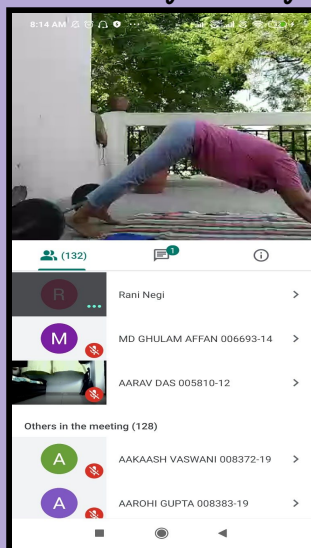 8:14 AM
(132)
1
R
Rani Negi
M
MD GHULAM AFFAN 006693-14
AARAV DAS 005810-12
Others in the meeting (128)
A
AAKAASH VASWANI 008372-19
A
AAROHI GUPTA 008383-19